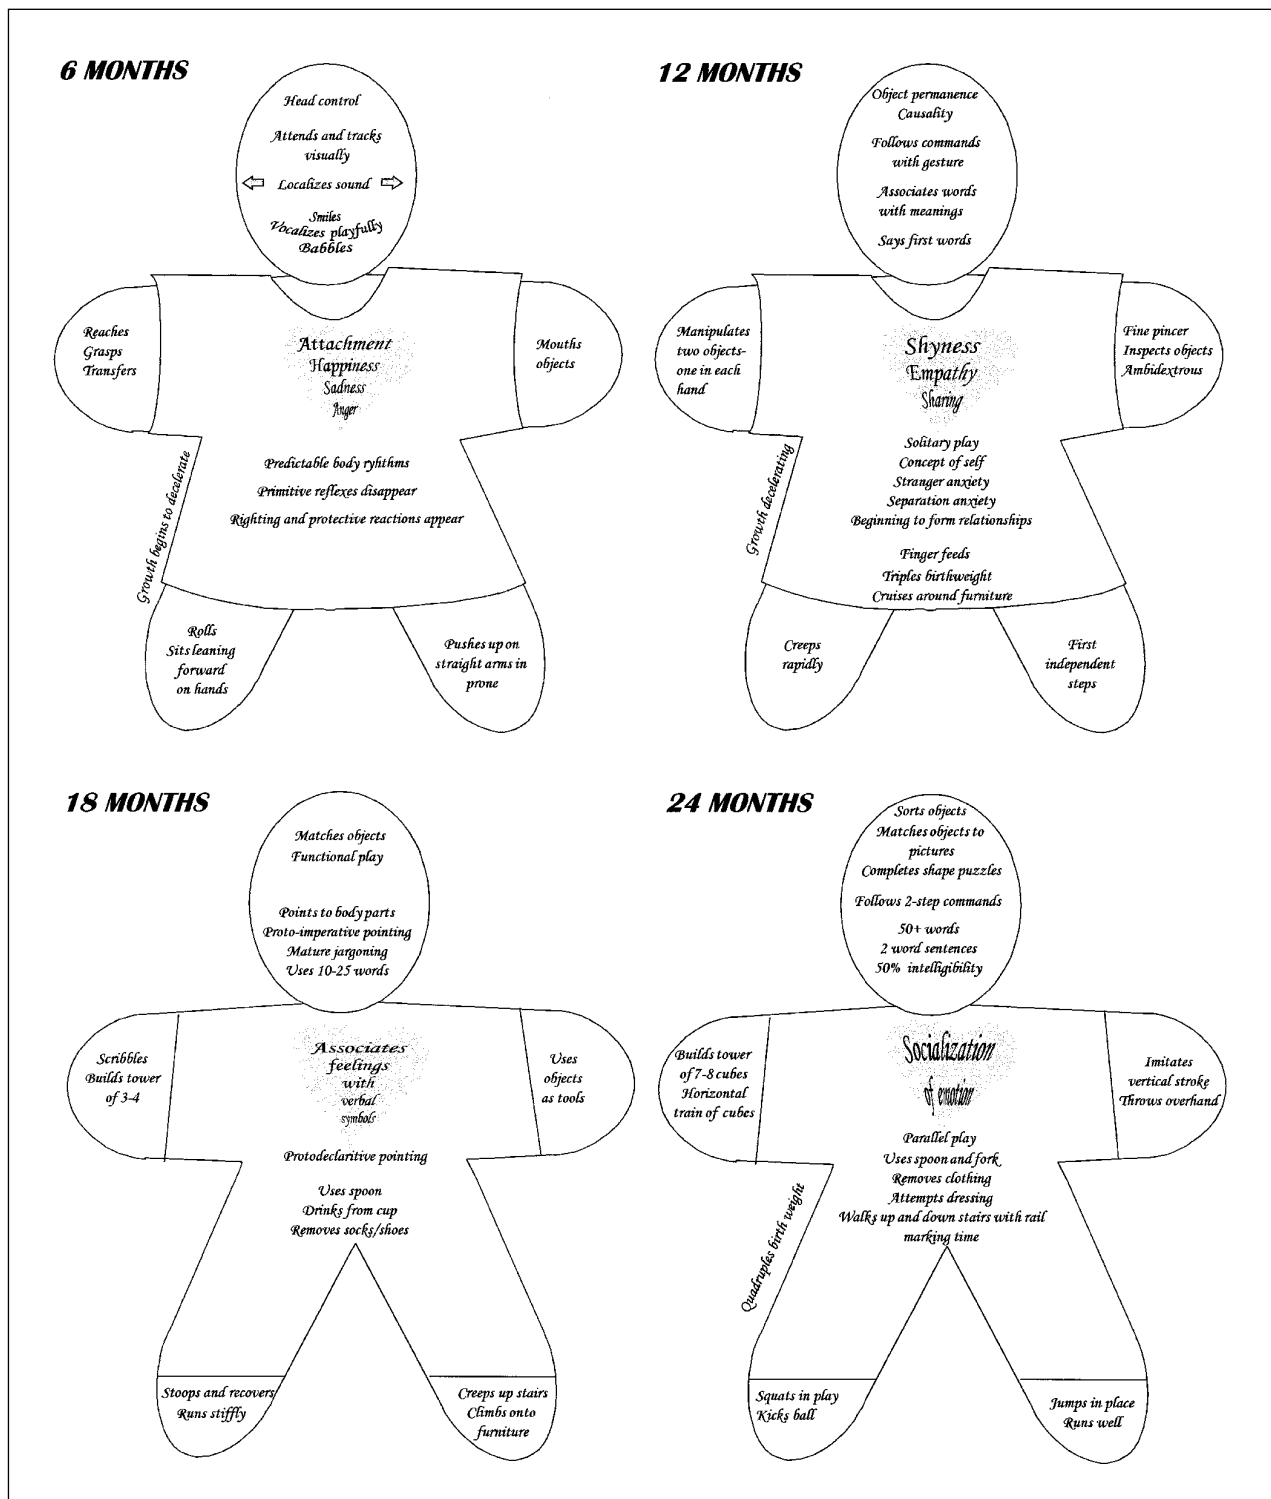 6 MONTHS
Head control
Attends and tracks
visually
Localizes sound
Smiles
Vocalizes playfully
Babbles
Reaches
Grasps
Transfers
Attachment
Happiness
Sadness
Anger
Mouths
objects
Predictable body ryhthms
Primitive reflexes disappear
Righting and protective reactions appear
Growth begins to decelerate
Rolls
Sits leaning
forward
on hands
Pushes up on
straight arms in
prone
12 MONTHS
Object permanence
Causality
Follows commands
with gesture
Associates words
with meanings
Says first words
Manipulates
two objects-
one in each
hand
Shyness
Empathy
Sharing
Fine pincer
Inspects objects
Ambidextrous
Solitary play
Concept of self
Stranger anxiety
Separation anxiety
Beginning to form relationships
Finger feeds
Triples birthweight
Cruises around furniture
Growth decelerating
Creeps
rapidly
First
independent
steps
18 MONTHS
Matches objects
Functional play
Points to body parts
Proto-imperative pointing
Mature jargoning
Uses 10-25 words
Scribbles
Builds tower
of 3-4
Associates
feelings
with
verbal
symbols
Uses
objects
as tools
Protodeclaritive pointing
Uses spoon
Drinks from cup
Removes socks/shoes
Stoops and recovers
Runs stiffly
Creeps up stairs
Climbs onto
furniture
24 MONTHS
Sorts objects
Matches objects to
pictures
Completes shape puzzles
Follows 2-step commands
50+ words
2 word sentences
50% intelligibility
Builds tower
of 7-8 cubes
Horizontal
train of cubes
Socialization
of emotion
Imitates
vertical stroke
Throws overhand
Parallel play
Uses spoon and fork
Removes clothing
Attempts dressing
Walks up and down stairs with rail
marking time
Quadruples birth weight
Squats in play
Kicks ball
Jumps in place
Runs well